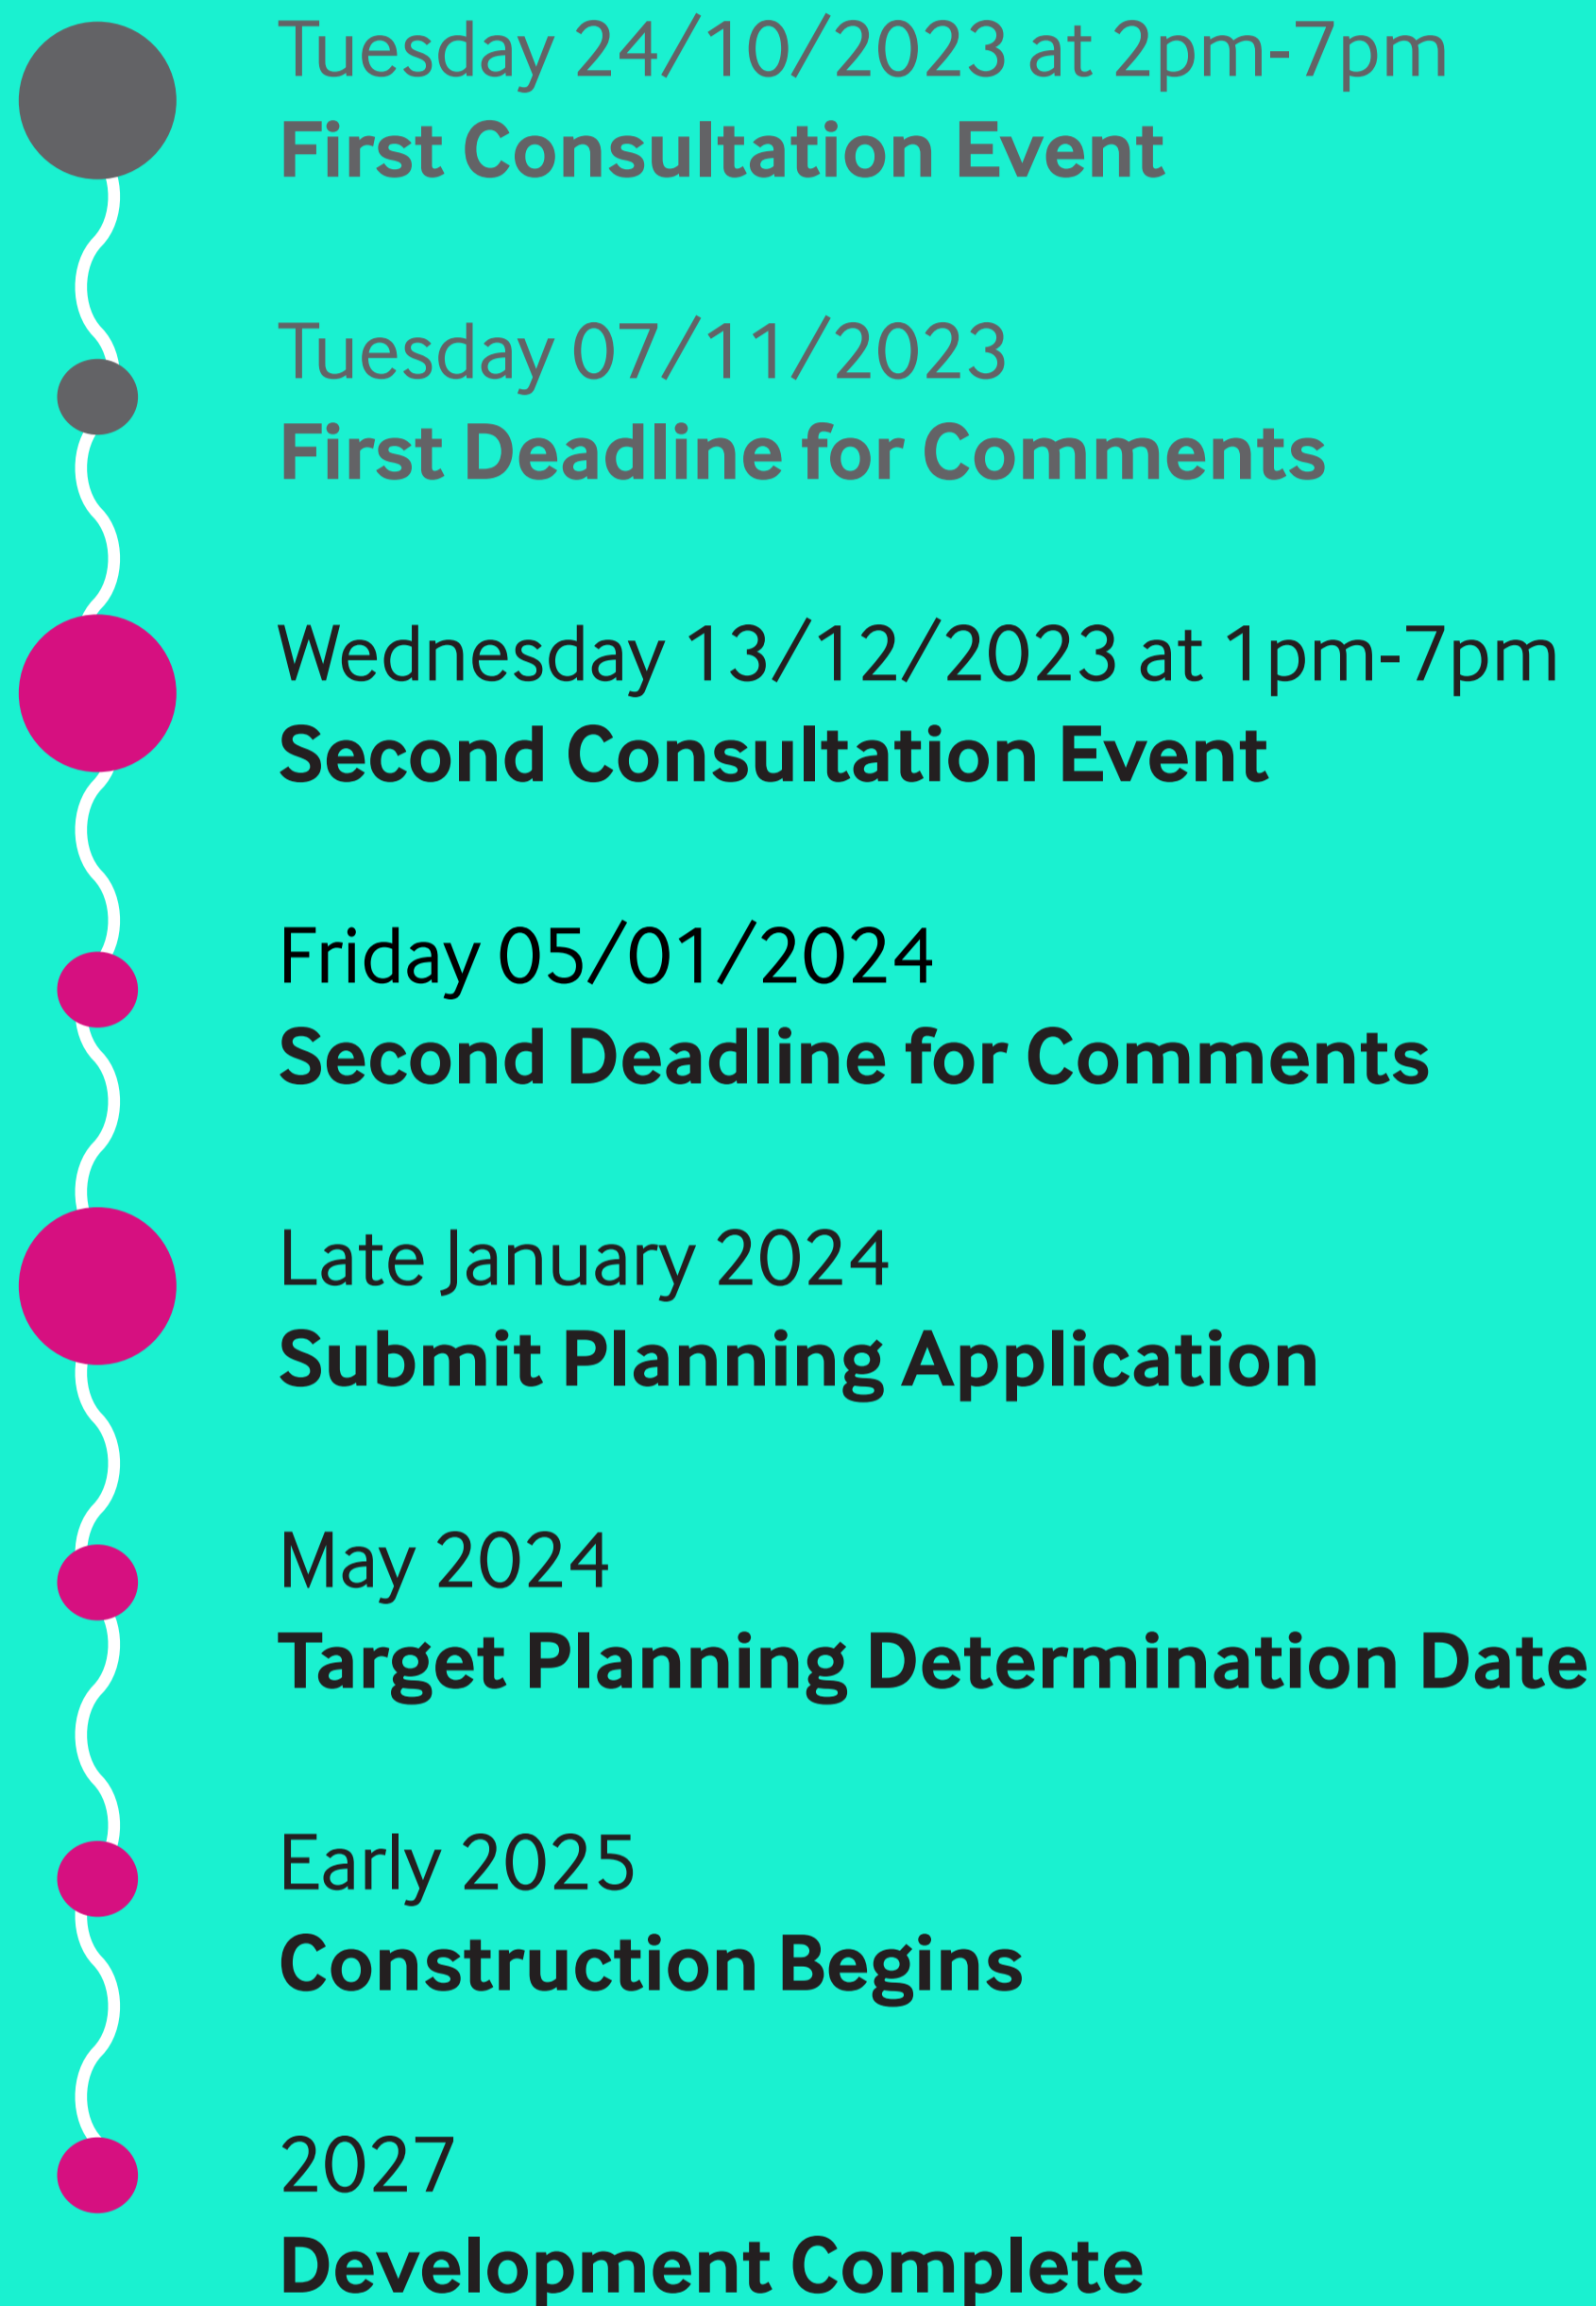 Tuesday 24/10/2023 at 2pm-7pm
First Consultation Event
Tuesday 07/11/2023
First Deadline for Comments
Wednesday 13/12/2023 at 1pm-7pm
Second Consultation Event
Friday 05/01/2024
Second Deadline for Comments
Late January 2024
Submit Planning Application
May 2024
Target Planning Determination Date
Early 2025
Construction Begins
2027
Development Complete